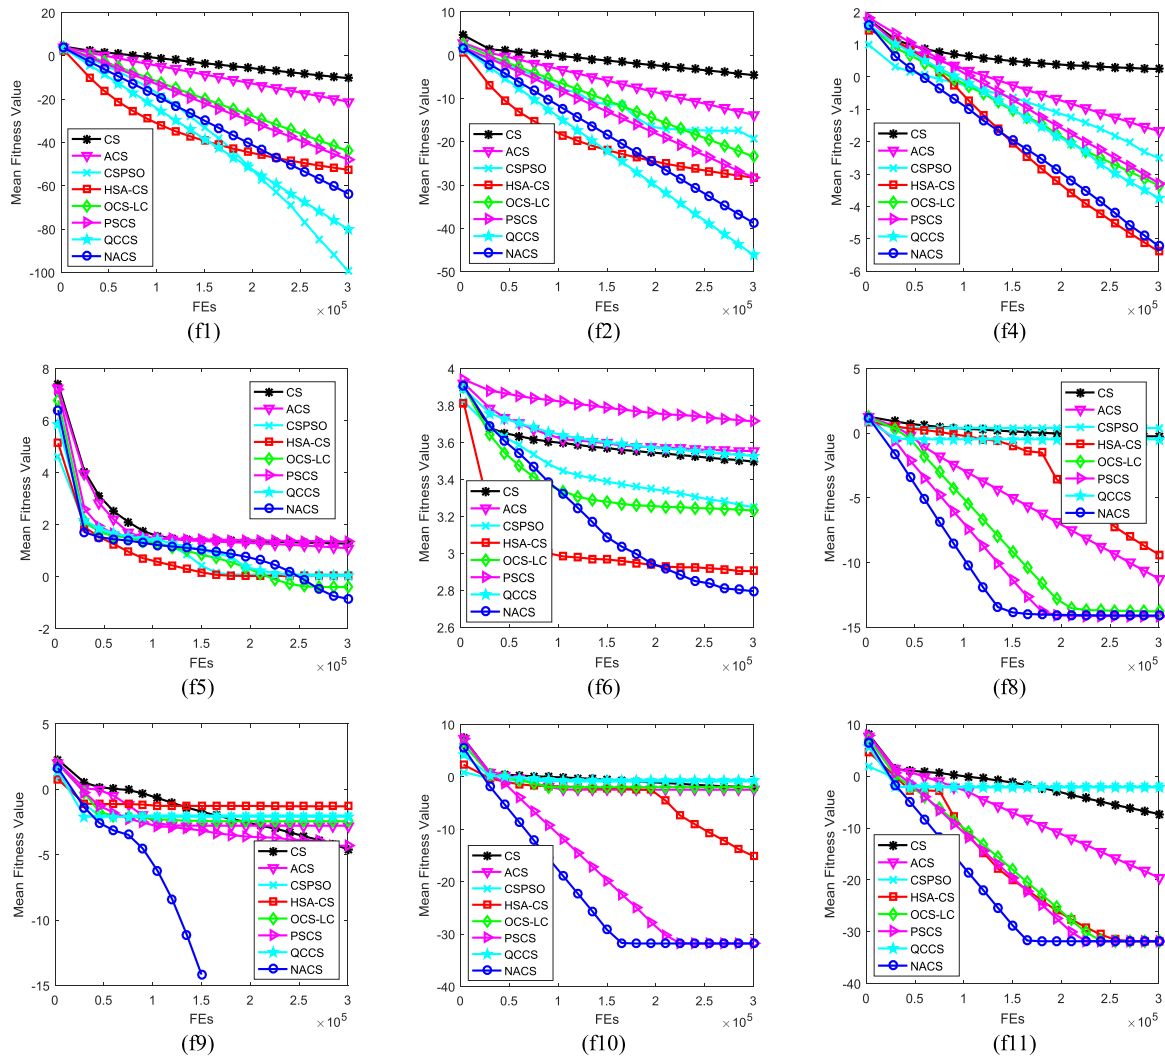 20
0
-20
-40
-60
-80
-100
Mean Fitness Value
CS
ACS
CSPSO
HSA-CS
OCS-LC
PSCS
QCCS
NACS
0 0.5 1 1.5 2 2.5 3
FEs
× 10^5
(f1)
10
0
-10
-20
-30
-40
-50
Mean Fitness Value
CS
ACS
CSPSO
HSA-CS
OCS-LC
PSCS
QCCS
NACS
0 0.5 1 1.5 2 2.5 3
FEs
× 10^5
(f2)
2
1
0
-1
-2
-3
-4
-5
-6
Mean Fitness Value
CS
ACS
CSPSO
HSA-CS
OCS-LC
PSCS
QCCS
NACS
0 0.5 1 1.5 2 2.5 3
FEs
× 10^5
(f4)
8
6
4
2
0
-2
Mean Fitness Value
CS
ACS
CSPSO
HSA-CS
OCS-LC
PSCS
QCCS
NACS
0 0.5 1 1.5 2 2.5 3
FEs
× 10^5
(f5)
4
3.8
3.6
3.4
3.2
3.0
2.8
2.6
Mean Fitness Value
CS
ACS
CSPSO
HSA-CS
OCS-LC
PSCS
QCCS
NACS
0 0.5 1 1.5 2 2.5 3
FEs
× 10^5
(f6)
5
0
-5
-10
-15
Mean Fitness Value
CS
ACS
CSPSO
HSA-CS
OCS-LC
PSCS
QCCS
NACS
0 0.5 1 1.5 2 2.5 3
FEs
× 10^5
(f8)
5
0
-5
-10
-15
Mean Fitness Value
CS
ACS
CSPSO
HSA-CS
OCS-LC
PSCS
QCCS
NACS
0 0.5 1 1.5 2 2.5 3
FEs
× 10^5
(f9)
10
0
-10
-20
-30
-40
Mean Fitness Value
CS
ACS
CSPSO
HSA-CS
OCS-LC
PSCS
QCCS
NACS
0 0.5 1 1.5 2 2.5 3
FEs
× 10^5
(f10)
10
0
-10
-20
-30
-40
Mean Fitness Value
CS
ACS
CSPSO
HSA-CS
OCS-LC
PSCS
QCCS
NACS
0 0.5 1 1.5 2 2.5 3
FEs
× 10^5
(f11)